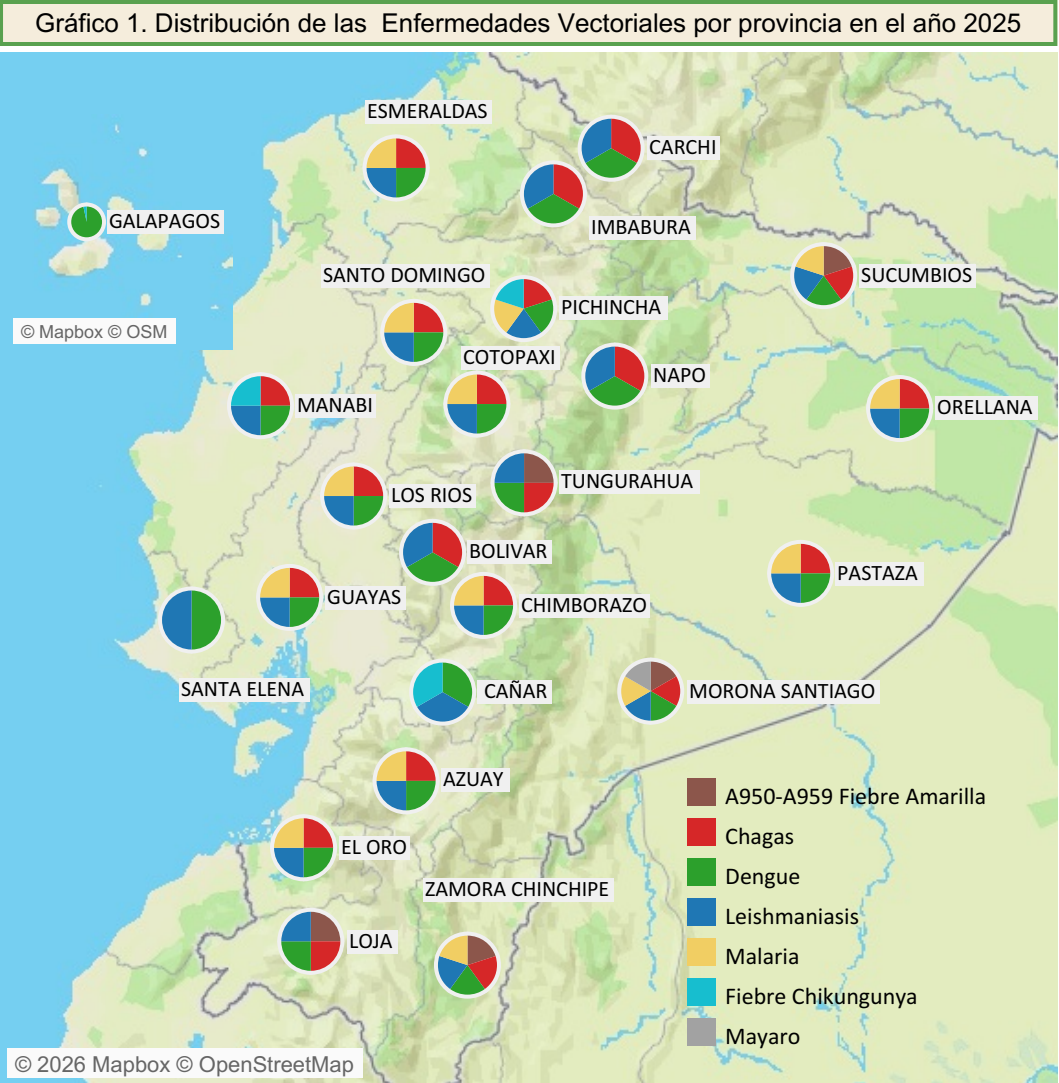 Gráfico 1. Distribución de las  Enfermedades Vectoriales por provincia en el año 2025
ESMERALDAS
CARCHI
GALAPAGOS
IMBABURA
SANTO DOMINGO
SUCUMBIOS
PICHINCHA
© Mapbox © OSM
COTOPAXI
NAPO
MANABI
ORELLANA
TUNGURAHUA
LOS RIOS
BOLIVAR
PASTAZA
GUAYAS
CHIMBORAZO
SANTA ELENA
CAÑAR
MORONA SANTIAGO
AZUAY
EL ORO
ZAMORA CHINCHIPE
LOJA
A950-A959 Fiebre Amarilla
Chagas
Dengue
Leishmaniasis
Malaria
Fiebre Chikungunya
Mayaro
© 2026 Mapbox © OpenStreetMap